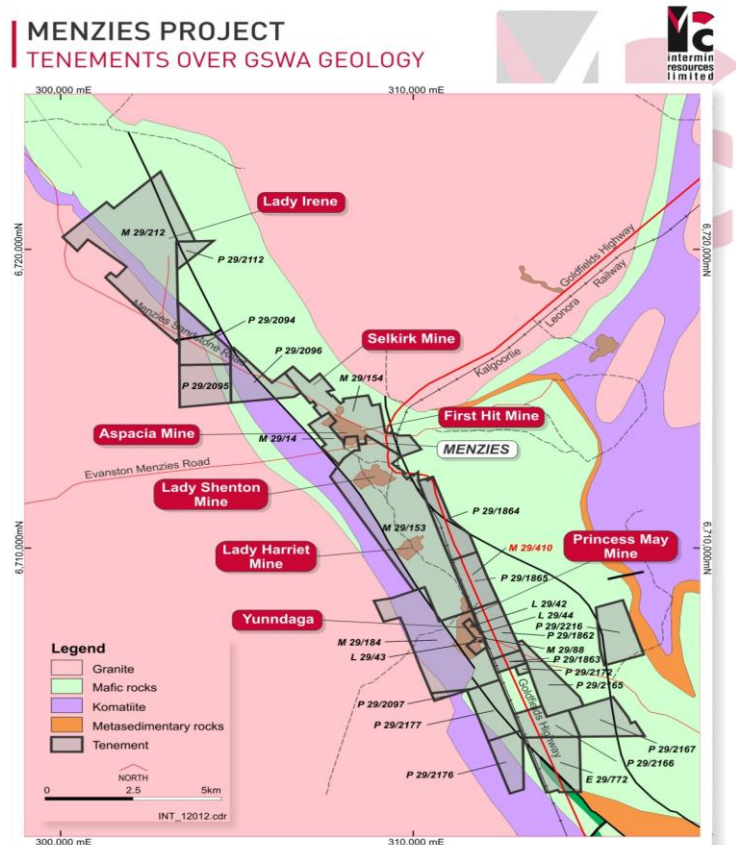 MENZIES PROJECT
TENEMENTS OVER GSWA GEOLOGY
intermin
resources
limited
300,000 mE
310,000 mE
6,720,000mN
6,720,000mN
6,710,000mN
6,710,000mN
Lady Irene
M 29/212
P 29/2112
Goldfields Highway
Leonora
Railway
Kalgoorlie
Menzies Sandstone Road
P 29/2094
P 29/2096
P 29/2095
Selkirk Mine
M 29/154
First Hit Mine
Aspacia Mine
M 29/14
MENZIES
Evanston Menzies Road
Lady Shenton
Mine
P 29/1864
M 29/153
Lady Harriet
Mine
M 29/410
Princess May
Mine
P 29/1865
Yunndaga
L 29/42
L 29/44
P 29/2216
P 29/1862
M 29/184
M 29/88
L 29/43
P 29/1863
P 29/2172
P 29/2165
P 29/2097
Goldfields Highway
P 29/2177
P 29/2167
P 29/2166
P 29/2176
E 29/772
Legend
Granite
Mafic rocks
Komatiite
Metasedimentary rocks
Tenement
NORTH
0 2.5 5km
INT_12012.cdr
300,000 mE
310,000 mE